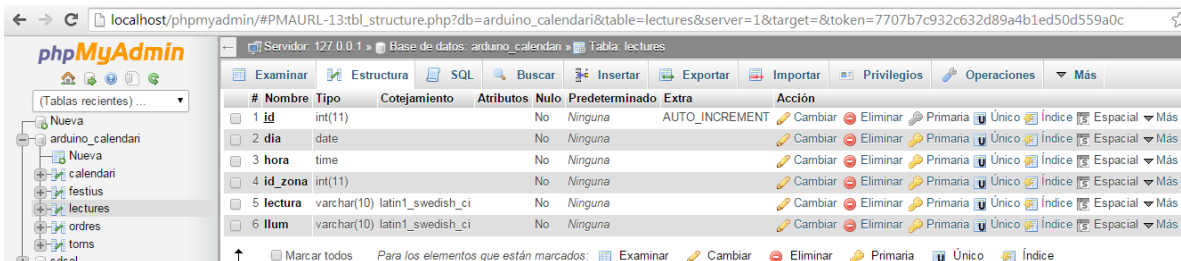 localhost/phpmyadmin/#PMAURL-13:tbl_structure.php?db=arduino_calendari&table=lectures&server=1&target=&token=7707b7c932c632d89a4b1ed50d559a0c
phpMyAdmin
(Tablas recientes) ...
Nueva
arduino_calendari
Nueva
calendari
festius
lectures
ordres
torns
Servidor: 127.0.0.1 » Base de datos: arduino_calendari » Tabla: lectures
Examinar Estructura SQL Buscar Insertar Exportar Importar Privilegios Operaciones Más
# Nombre Tipo Cotejamiento Atributos Nulo Predeterminado Extra Acción
1 id int(11) No Ninguna AUTO_INCREMENT Cambiar Eliminar Primaria Único Índice Espacial Más
2 dia date No Ninguna Cambiar Eliminar Primaria Único Índice Espacial Más
3 hora time No Ninguna Cambiar Eliminar Primaria Único Índice Espacial Más
4 id_zona int(11) No Ninguna Cambiar Eliminar Primaria Único Índice Espacial Más
5 lectura varchar(10) latin1_swedish_ci No Ninguna Cambiar Eliminar Primaria Único Índice Espacial Más
6 llum varchar(10) latin1_swedish_ci No Ninguna Cambiar Eliminar Primaria Único Índice Espacial Más
Marcar todos Para los elementos que están marcados: Examinar Cambiar Eliminar Primaria Único Índice